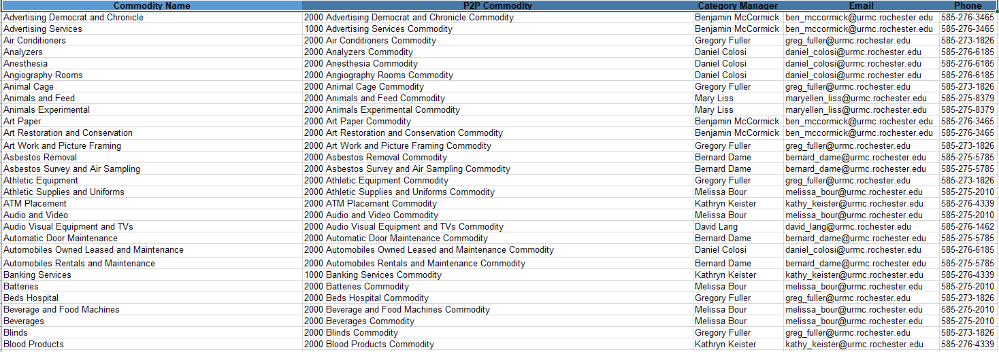 Commodity Name P2P Commodity Category Manager Email Phone
Advertising Democrat and Chronicle 2000 Advertising Democrat and Chronicle Commodity Benjamin McCormick ben_mccormick@urmc.rochester.edu 585-276-3465
Advertising Services 1000 Advertising Services Commodity Benjamin McCormick ben_mccormick@urmc.rochester.edu 585-276-3465
Air Conditioners 2000 Air Conditioners Commodity Gregory Fuller greg_fuller@urmc.rochester.edu 585-273-1826
Analyzers 2000 Analyzers Commodity Daniel Colosi daniel_colosi@urmc.rochester.edu 585-276-6185
Anesthesia 2000 Anesthesia Commodity Daniel Colosi daniel_colosi@urmc.rochester.edu 585-276-6185
Angiography Rooms 2000 Angiography Rooms Commodity Daniel Colosi daniel_colosi@urmc.rochester.edu 585-276-6185
Animal Cage 2000 Animal Cage Commodity Gregory Fuller greg_fuller@urmc.rochester.edu 585-273-1826
Animals and Feed 2000 Animals and Feed Commodity Mary Liss maryellen_liss@urmc.rochester.edu 585-275-8379
Animals Experimental 2000 Animals Experimental Commodity Mary Liss maryellen_liss@urmc.rochester.edu 585-275-8379
Art Paper 2000 Art Paper Commodity Benjamin McCormick ben_mccormick@urmc.rochester.edu 585-276-3465
Art Restoration and Conservation 2000 Art Restoration and Conservation Commodity Benjamin McCormick ben_mccormick@urmc.rochester.edu 585-276-3465
Art Work and Picture Framing 2000 Art Work and Picture Framing Commodity Gregory Fuller greg_fuller@urmc.rochester.edu 585-273-1826
Asbestos Removal 2000 Asbestos Removal Commodity Bernard Dame bernard_dame@urmc.rochester.edu 585-275-5785
Asbestos Survey and Air Sampling 2000 Asbestos Survey and Air Sampling Commodity Bernard Dame bernard_dame@urmc.rochester.edu 585-275-5785
Athletic Equipment 2000 Athletic Equipment Commodity Gregory Fuller greg_fuller@urmc.rochester.edu 585-273-1826
Athletic Supplies and Uniforms 2000 Athletic Supplies and Uniforms Commodity Melissa Bour melissa_bour@urmc.rochester.edu 585-275-2010
ATM Placement 2000 ATM Placement Commodity Kathryn Keister kathy_keister@urmc.rochester.edu 585-276-4339
Audio and Video 2000 Audio and Video Commodity Melissa Bour melissa_bour@urmc.rochester.edu 585-275-2010
Audio Visual Equipment and TVs 2000 Audio Visual Equipment and TVs Commodity David Lang david_lang@urmc.rochester.edu 585-276-1462
Automatic Door Maintenance 2000 Automatic Door Maintenance Commodity Bernard Dame bernard_dame@urmc.rochester.edu 585-275-5785
Automobiles Owned Leased and Maintenance 2000 Automobiles Owned Leased and Maintenance Commodity Daniel Colosi daniel_colosi@urmc.rochester.edu 585-276-6185
Automobiles Rentals and Maintenance 2000 Automobiles Rentals and Maintenance Commodity Bernard Dame bernard_dame@urmc.rochester.edu 585-275-5785
Banking Services 1000 Banking Services Commodity Kathryn Keister kathy_keister@urmc.rochester.edu 585-276-4339
Batteries 2000 Batteries Commodity Melissa Bour melissa_bour@urmc.rochester.edu 585-275-2010
Beds Hospital 2000 Beds Hospital Commodity Gregory Fuller greg_fuller@urmc.rochester.edu 585-273-1826
Beverage and Food Machines 2000 Beverage and Food Machines Commodity Melissa Bour melissa_bour@urmc.rochester.edu 585-275-2010
Beverages 2000 Beverages Commodity Melissa Bour melissa_bour@urmc.rochester.edu 585-275-2010
Blinds 2000 Blinds Commodity Gregory Fuller greg_fuller@urmc.rochester.edu 585-273-1826
Blood Products 2000 Blood Products Commodity Kathryn Keister kathy_keister@urmc.rochester.edu 585-276-4339